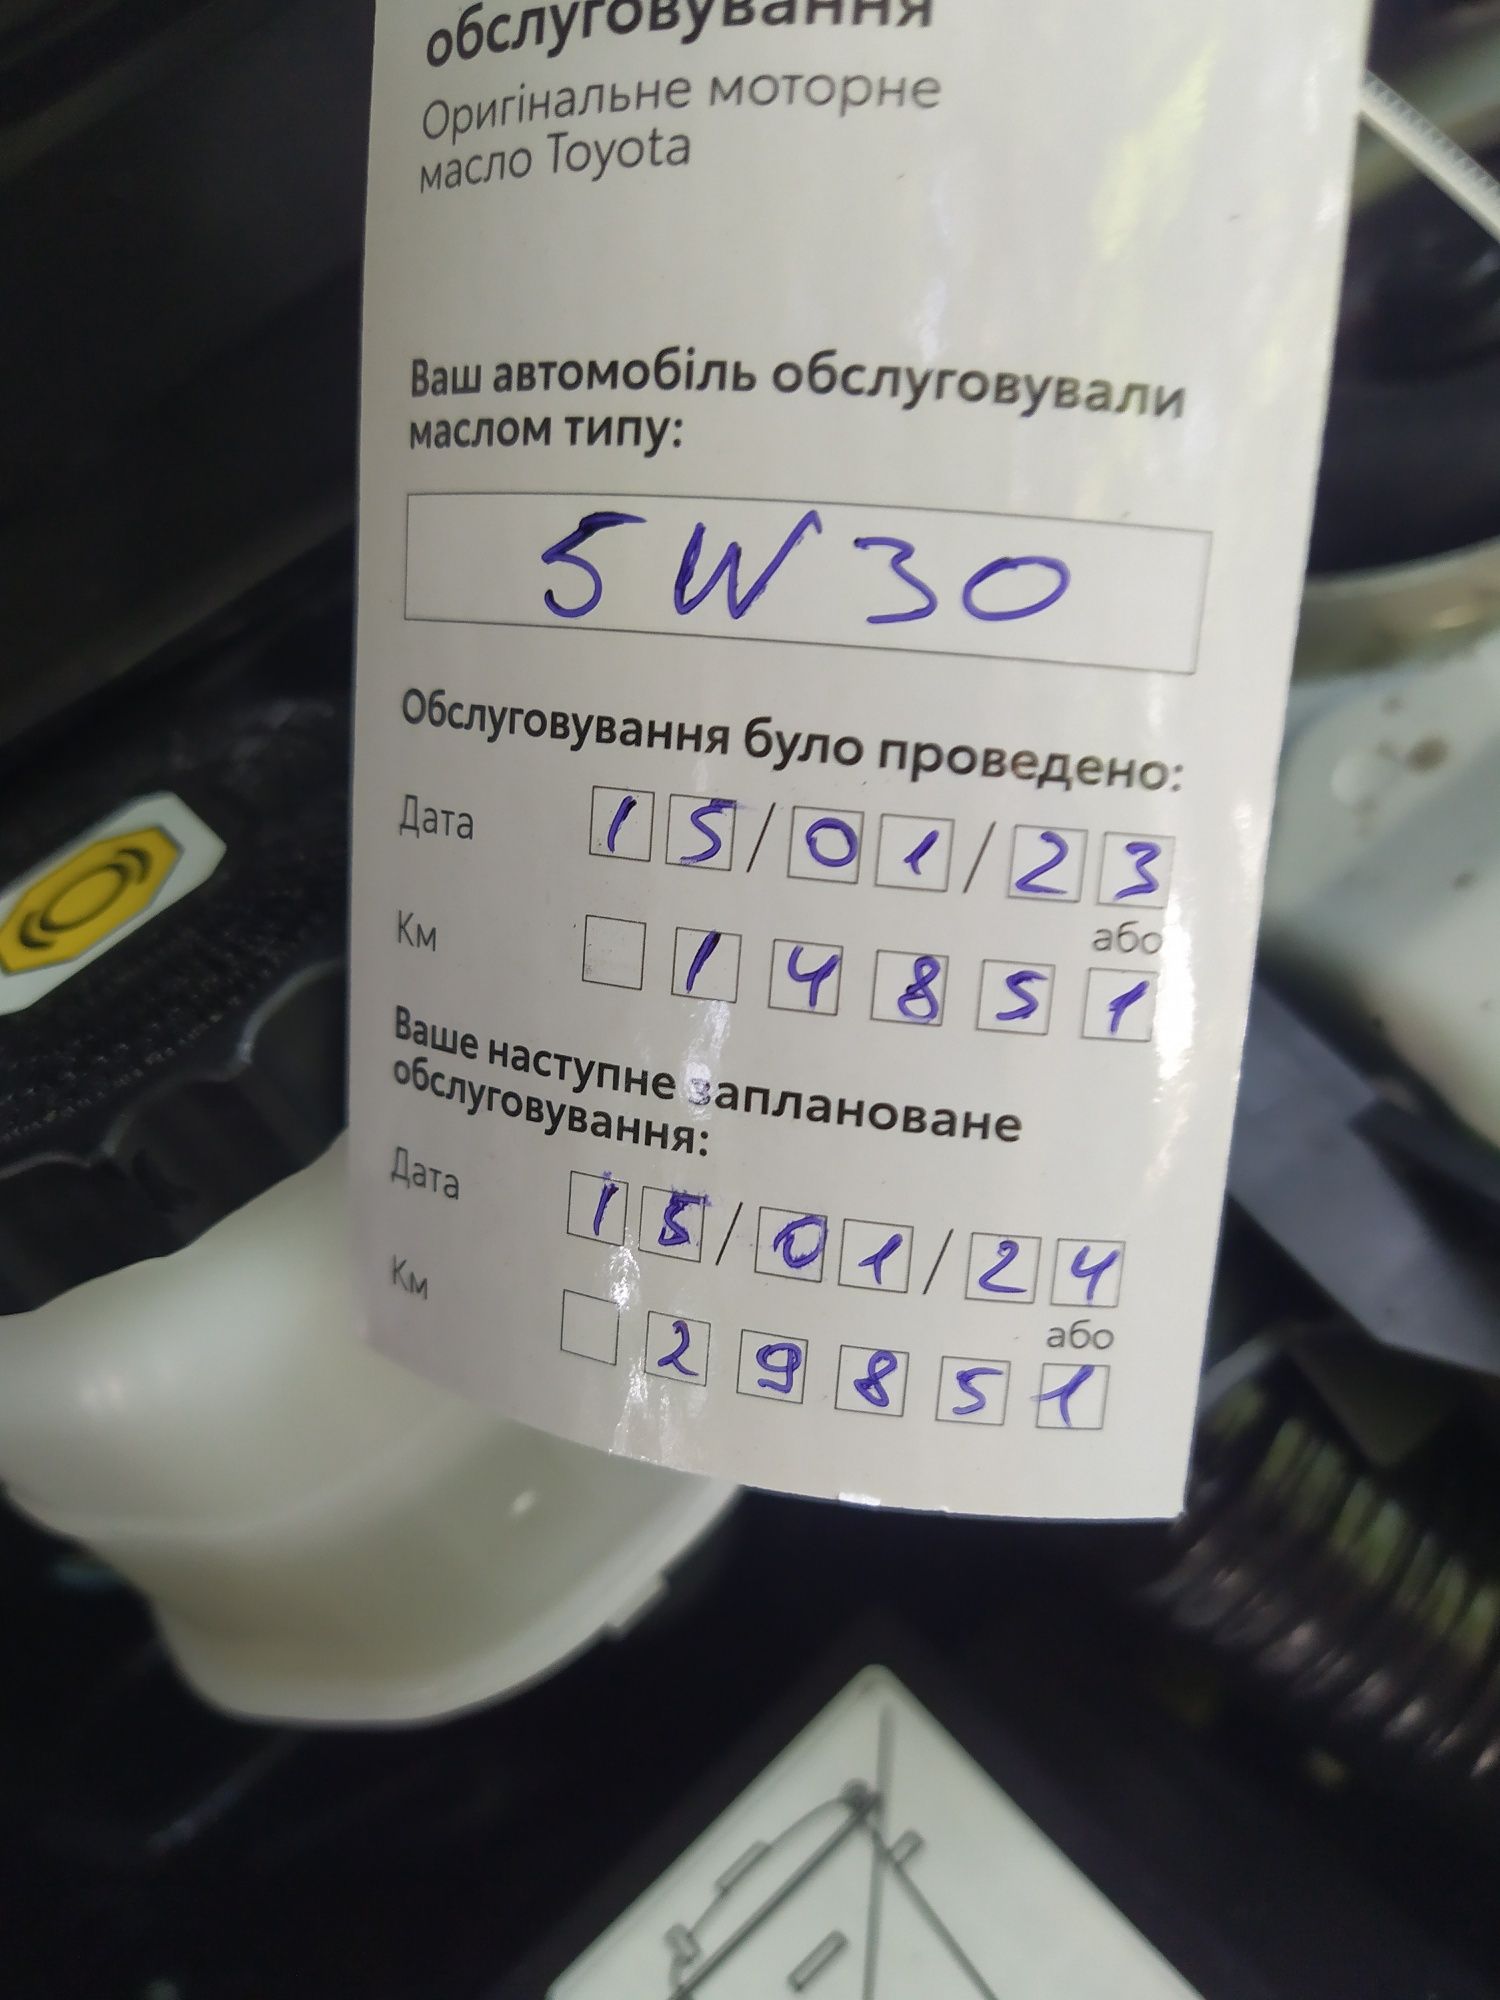 обслуговування
Оригінальне моторне
масло Toyota
Ваш автомобіль обслуговували
маслом типу:
5W30
Обслуговування було проведено:
Дата 15/01/23
або
Км 14851
Ваше наступне заплановане
обслуговування:
Дата 15/01/24
або
Км 29851